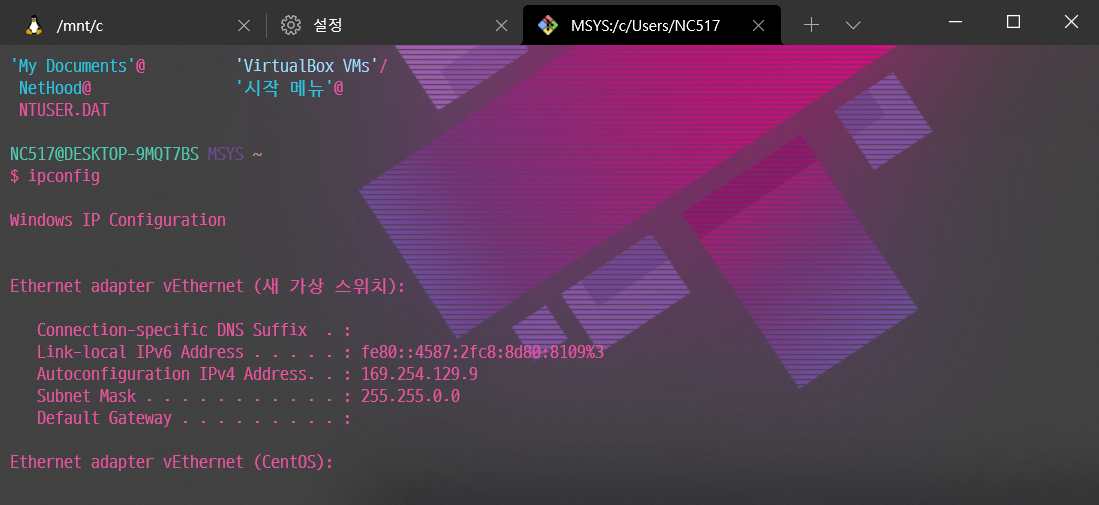 /mnt/c 설정 MSYS:/c/Users/NC517
'My Documents'@ 'VirtualBox VMs'/
NetHood@ '시작 메뉴'@
NTUSER.DAT
NC517@DESKTOP-9MQT7BS MSYS ~
$ ipconfig
Windows IP Configuration
Ethernet adapter vEthernet (새 가상 스위치):
Connection-specific DNS Suffix . :
Link-local IPv6 Address . . . . . : fe80::4587:2fc8:8d80:8109%3
Autoconfiguration IPv4 Address. . : 169.254.129.9
Subnet Mask . . . . . . . . . . . : 255.255.0.0
Default Gateway . . . . . . . . . :
Ethernet adapter vEthernet (CentOS):